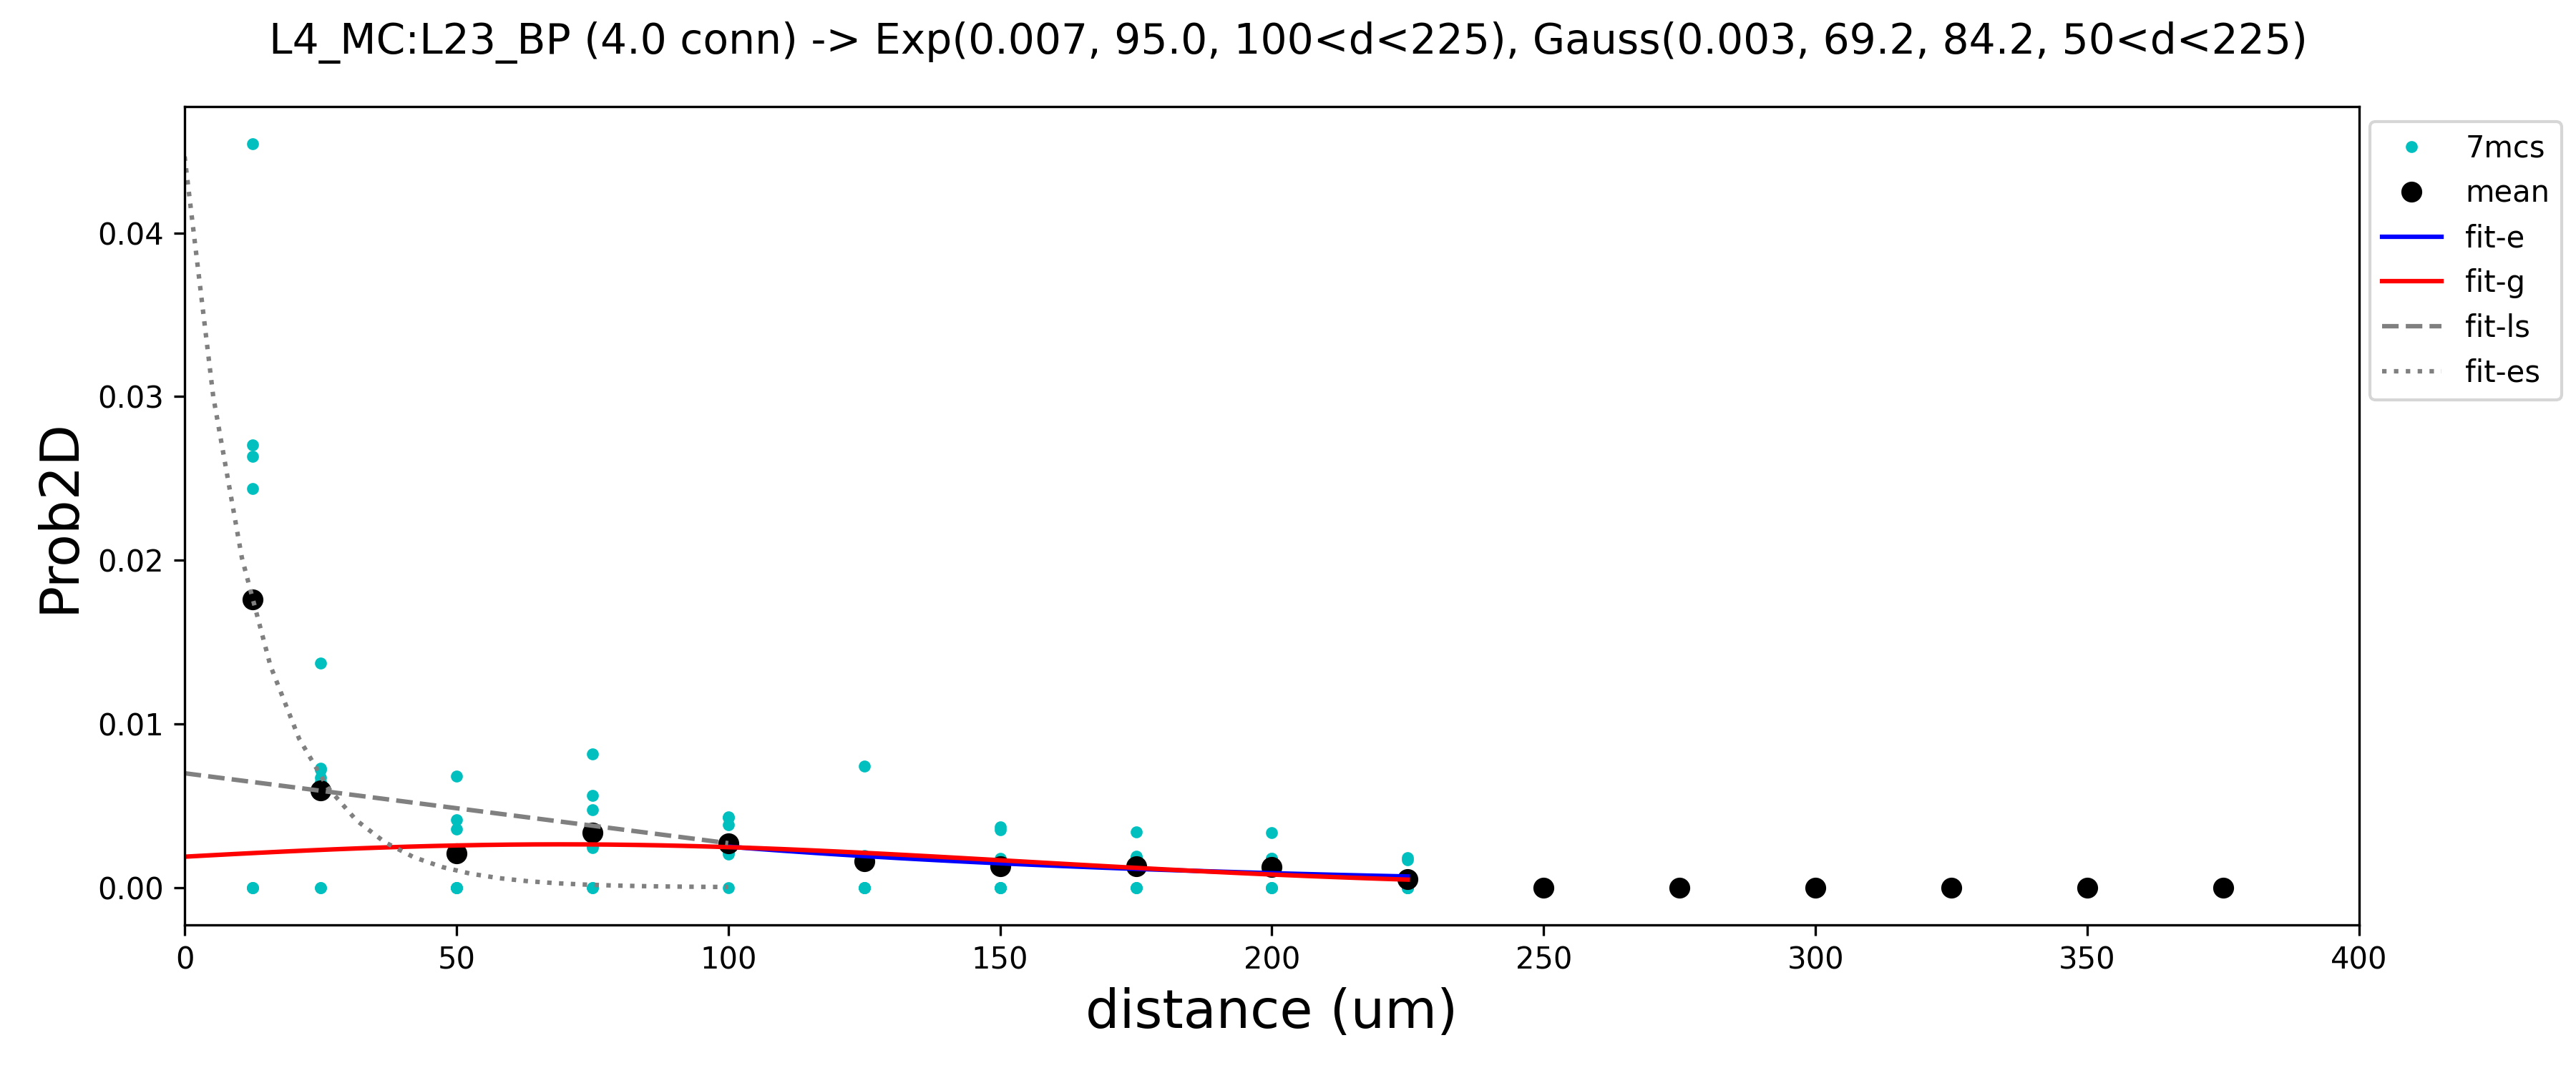 L4_MC:L23_BP (4.0 conn) -> Exp(0.007, 95.0, 100<d<225), Gauss(0.003, 69.2, 84.2, 50<d<225)
7mcs
mean
fit-e
fit-g
fit-ls
fit-es
Prob2D
0.04
0.03
0.02
0.01
0.00
0 50 100 150 200 250 300 350 400
distance (um)